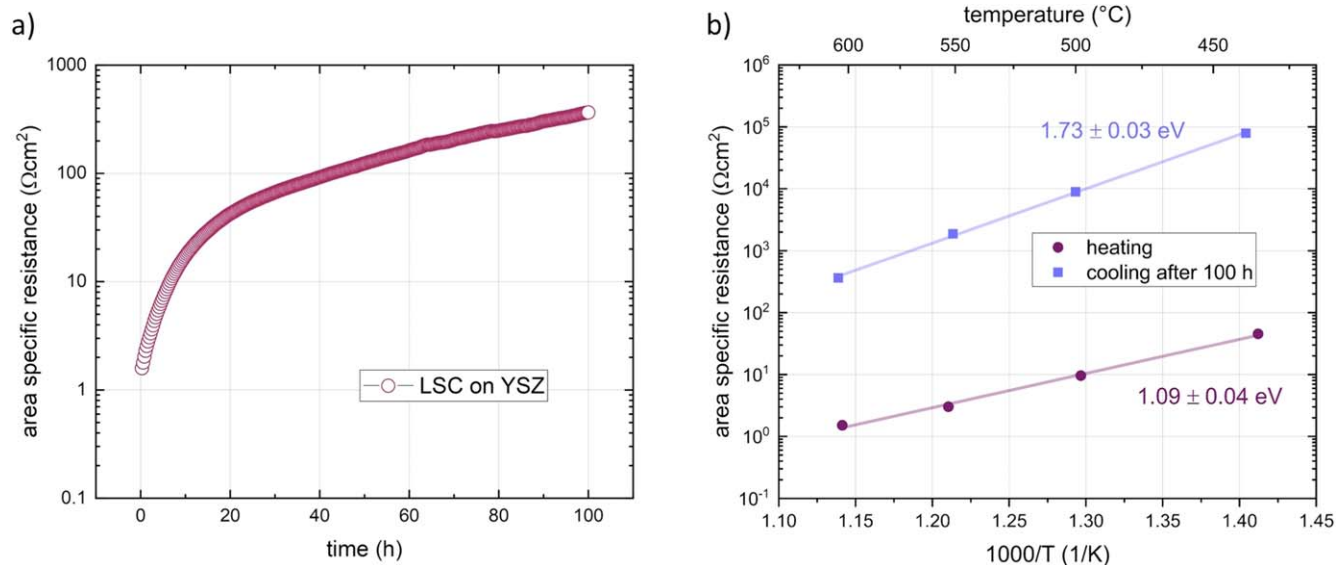 a)
area specific resistance (Ωcm²)
1000
100
10
1
0.1
0 20 40 60 80 100
time (h)
LSC on YSZ
b)
temperature (°C)
600 550 500 450
area specific resistance (Ωcm²)
10⁶
10⁵
10⁴
10³
10²
10¹
10⁰
10⁻¹
1.73 ± 0.03 eV
heating
cooling after 100 h
1.09 ± 0.04 eV
1.10 1.15 1.20 1.25 1.30 1.35 1.40 1.45
1000/T (1/K)